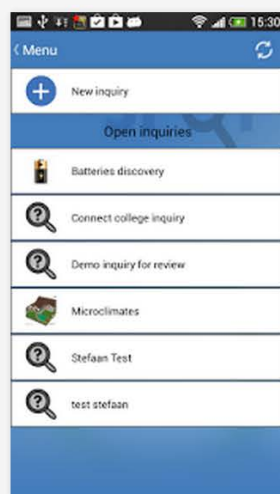 15:30
Menu
New inquiry
Open inquiries
Batteries discovery
Connect college inquiry
Demo inquiry for review
Microclimates
Stefaan Test
test stefaan